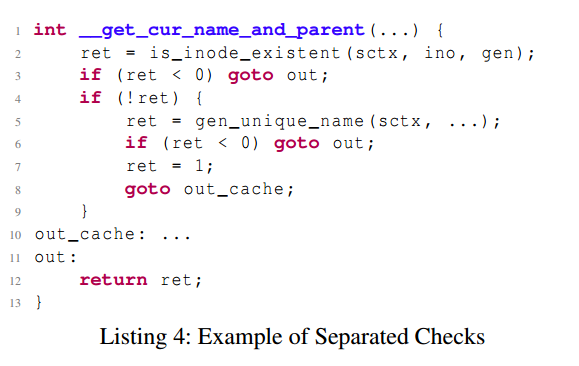 1 int __get_cur_name_and_parent(...) {
2 ret = is_inode_existent(sctx, ino, gen);
3 if (ret < 0) goto out;
4 if (!ret) {
5 ret = gen_unique_name(sctx, ...);
6 if (ret < 0) goto out;
7 ret = 1;
8 goto out_cache;
9 }
10 out_cache: ...
11 out:
12 return ret;
13 }
Listing 4: Example of Separated Checks